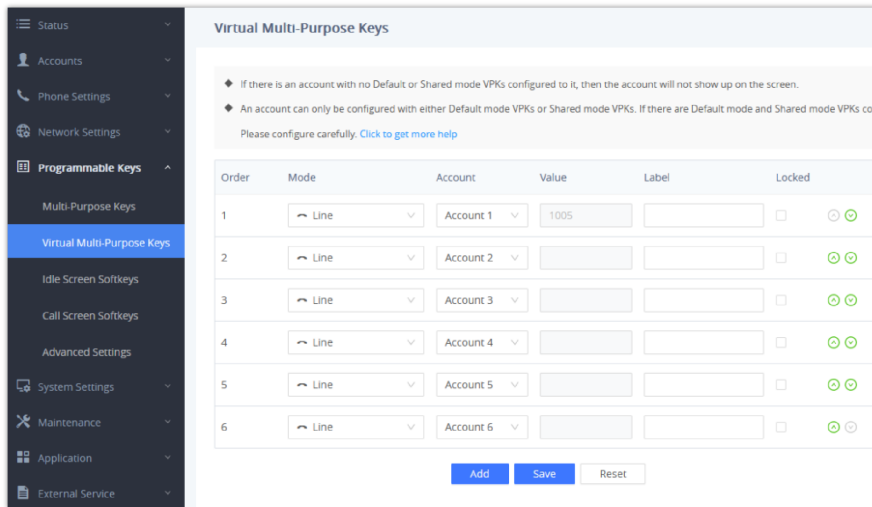 Status
Accounts
Phone Settings
Network Settings
Programmable Keys
Multi-Purpose Keys
Virtual Multi-Purpose Keys
Idle Screen Softkeys
Call Screen Softkeys
Advanced Settings
System Settings
Maintenance
Application
External Service
Virtual Multi-Purpose Keys
If there is an account with no Default or Shared mode VPKs configured to it, then the account will not show up on the screen.
An account can only be configured with either Default mode VPKs or Shared mode VPKs. If there are Default mode and Shared mode VPKs co
Please configure carefully. Click to get more help
Order Mode Account Value Label Locked
1 Line Account 1 1005
2 Line Account 2
3 Line Account 3
4 Line Account 4
5 Line Account 5
6 Line Account 6
Add Save Reset